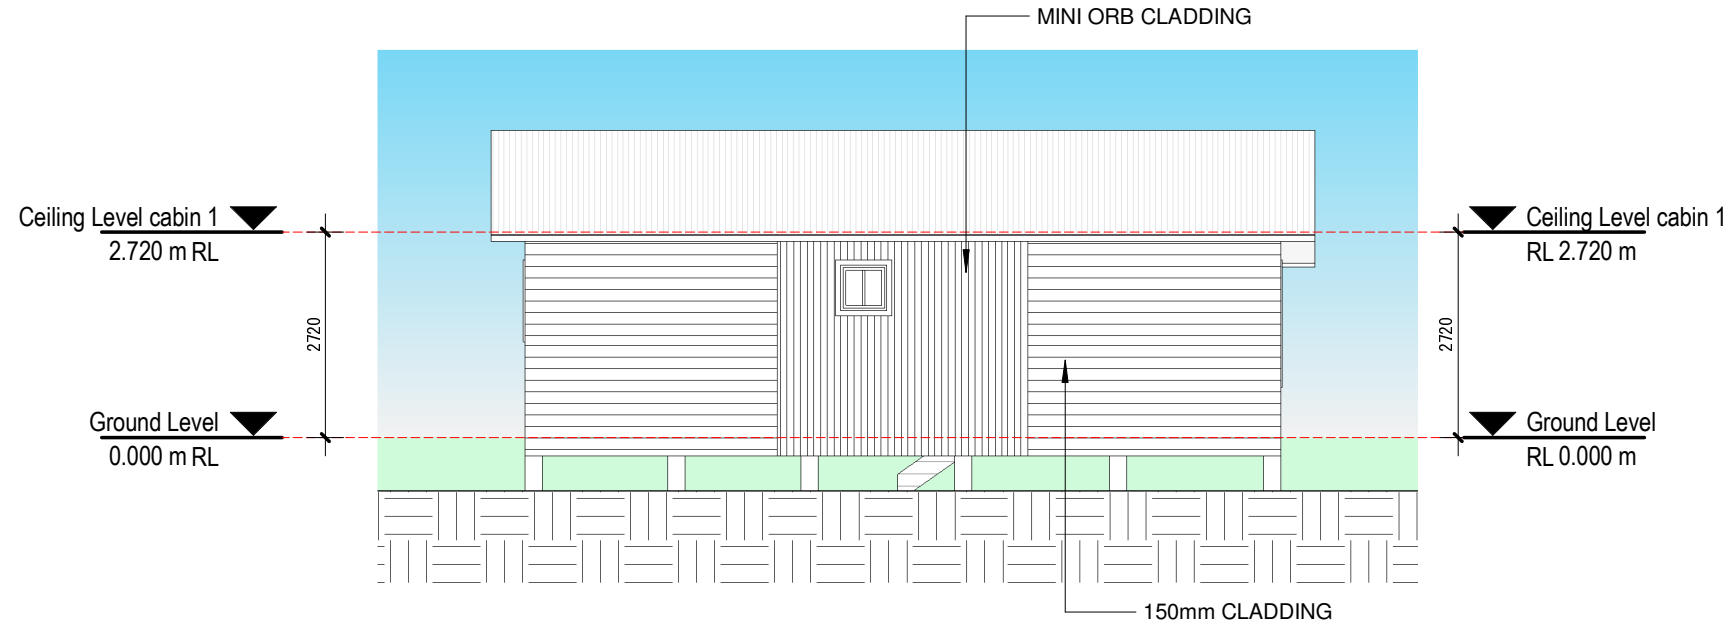 MINI ORB CLADDING
Ceiling Level cabin 1
2.720 m RL
Ceiling Level cabin 1
RL 2.720 m
2720
2720
Ground Level
0.000 m RL
Ground Level
RL 0.000 m
150mm CLADDING